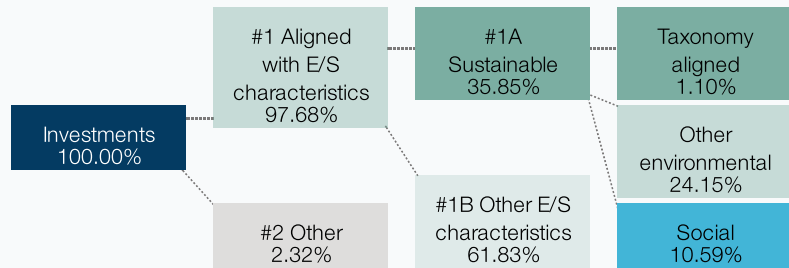 Investments
100.00%
#1 Aligned
with E/S
characteristics
97.68%
#2 Other
2.32%
#1A
Sustainable
35.85%
#1B Other E/S
characteristics
61.83%
Taxonomy
aligned
1.10%
Other
environmental
24.15%
Social
10.59%